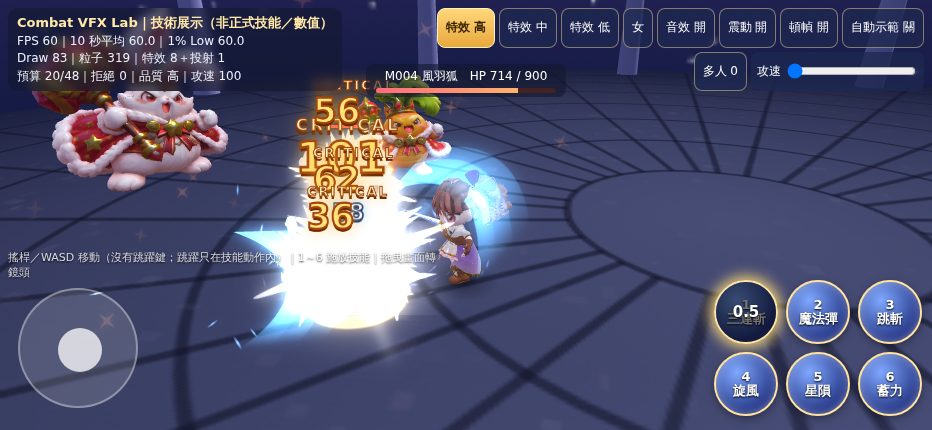 Combat VFX Lab｜技術展示（非正式技能／數值）
FPS 60｜10 秒平均 60.0｜1% Low 60.0
Draw 83｜粒子 319｜特效 8＋投射 1
預算 20/48｜拒絕 0｜品質 高｜攻速 100
特效 高
特效 中
特效 低
女
音效 開
震動 開
頓幀 開
自動示範 關
多人 0
攻速
M004 風羽狐 HP 714 / 900
56
CRITICAL
101
CRITICAL
62
CRITICAL
36
搖桿／WASD 移動（沒有跳躍鍵；跳躍只在技能動作內）｜1～6 施放技能｜拖曳畫面轉
鏡頭
1
0.5
三連斬
2
魔法彈
3
跳斬
4
旋風
5
星隕
6
蓄力